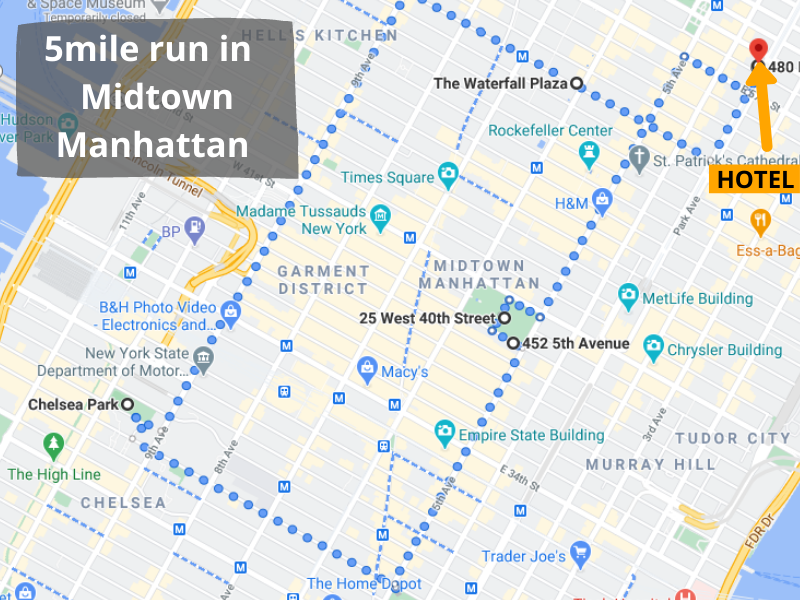 & Space Museum
Temporarily closed
5mile run in
Midtown
Manhattan
HELL'S KITCHEN
9th Ave
The Waterfall Plaza
5th Ave
480
HOTEL
Rockefeller Center
St. Patrick's Cathedral
Hudson
Lincoln Tunnel
W 41st St
Times Square
H&M
Park Ave
11th Ave
Madame Tussauds
New York
BP
M
Ess-a-Bag
GARMENT
DISTRICT
MIDTOWN
MANHATTAN
MetLife Building
B&H Photo Video
- Electronics and...
25 West 40th Street
452 5th Avenue
Chrysler Building
New York State
Department of Motor...
Macy's
Chelsea Park
Empire State Building
3rd Ave
TUDOR CITY
MURRAY HILL
9th Ave
8th Ave
The High Line
E 34th St
5th Ave
CHELSEA
FDR Dr
Trader Joe's
The Home Depot